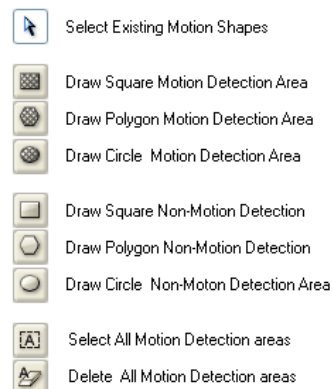 Select Existing Motion Shapes
Draw Square Motion Detection Area
Draw Polygon Motion Detection Area
Draw Circle Motion Detection Area
Draw Square Non-Motion Detection
Draw Polygon Non-Motion Detection
Draw Circle Non-Moton Detection Area
Select All Motion Detection areas
Delete All Motion Detection areas